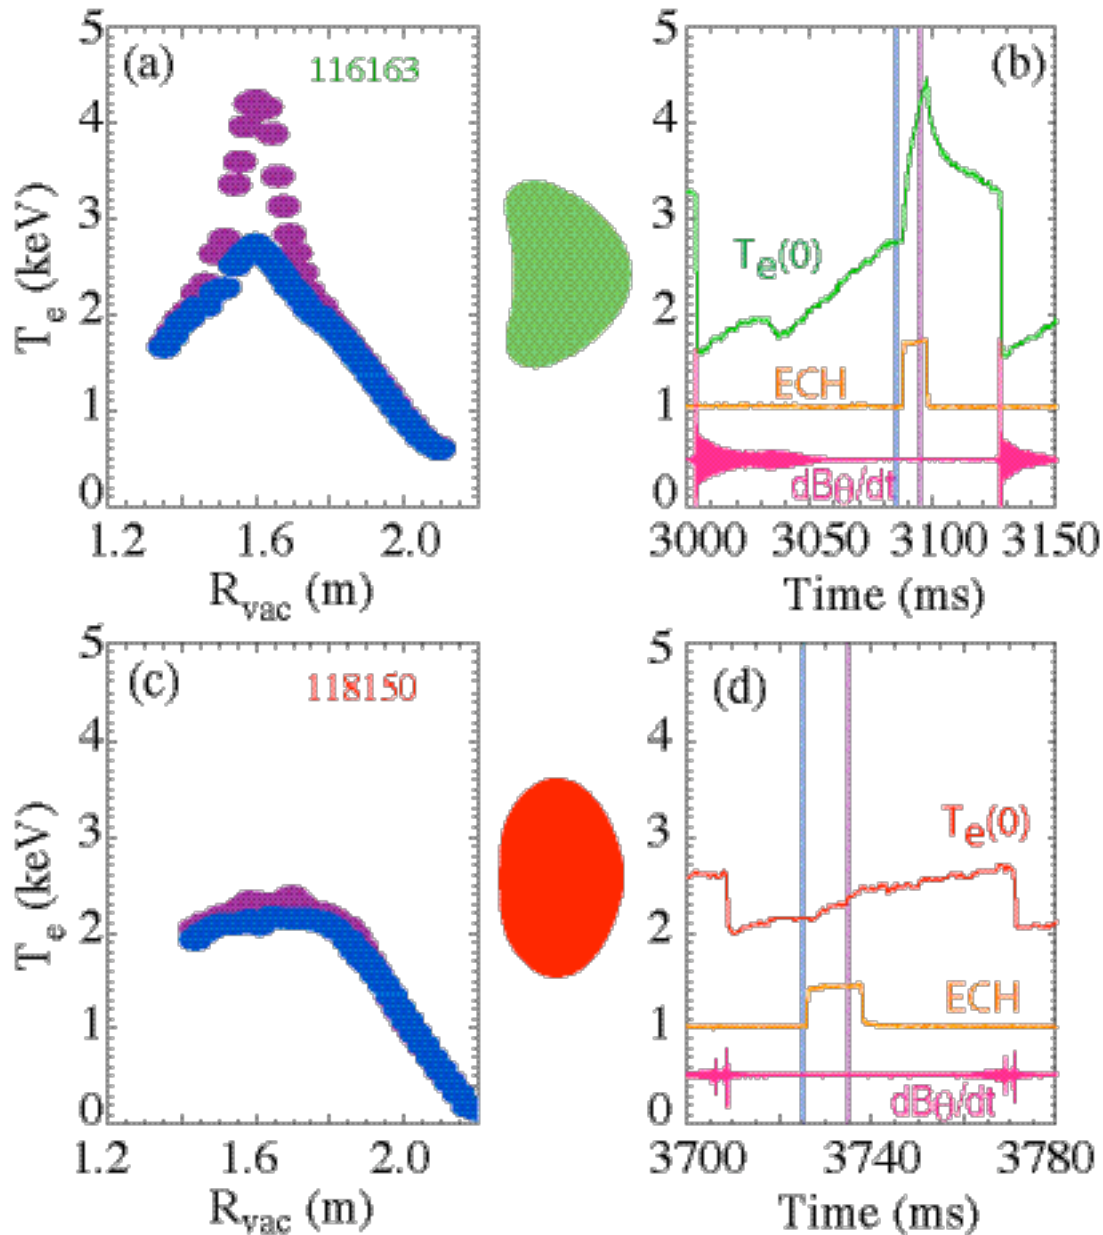 (a)
116163
T_e (keV)
5
4
3
2
1
0
1.2 1.6 2.0
R_vac (m)
(b)
5
4
3
2
1
0
T_e(0)
ECH
dBθ/dt
3000 3050 3100 3150
Time (ms)
(c)
118150
T_e (keV)
5
4
3
2
1
0
1.2 1.6 2.0
R_vac (m)
(d)
5
4
3
2
1
0
T_e(0)
ECH
dBθ/dt
3700 3740 3780
Time (ms)